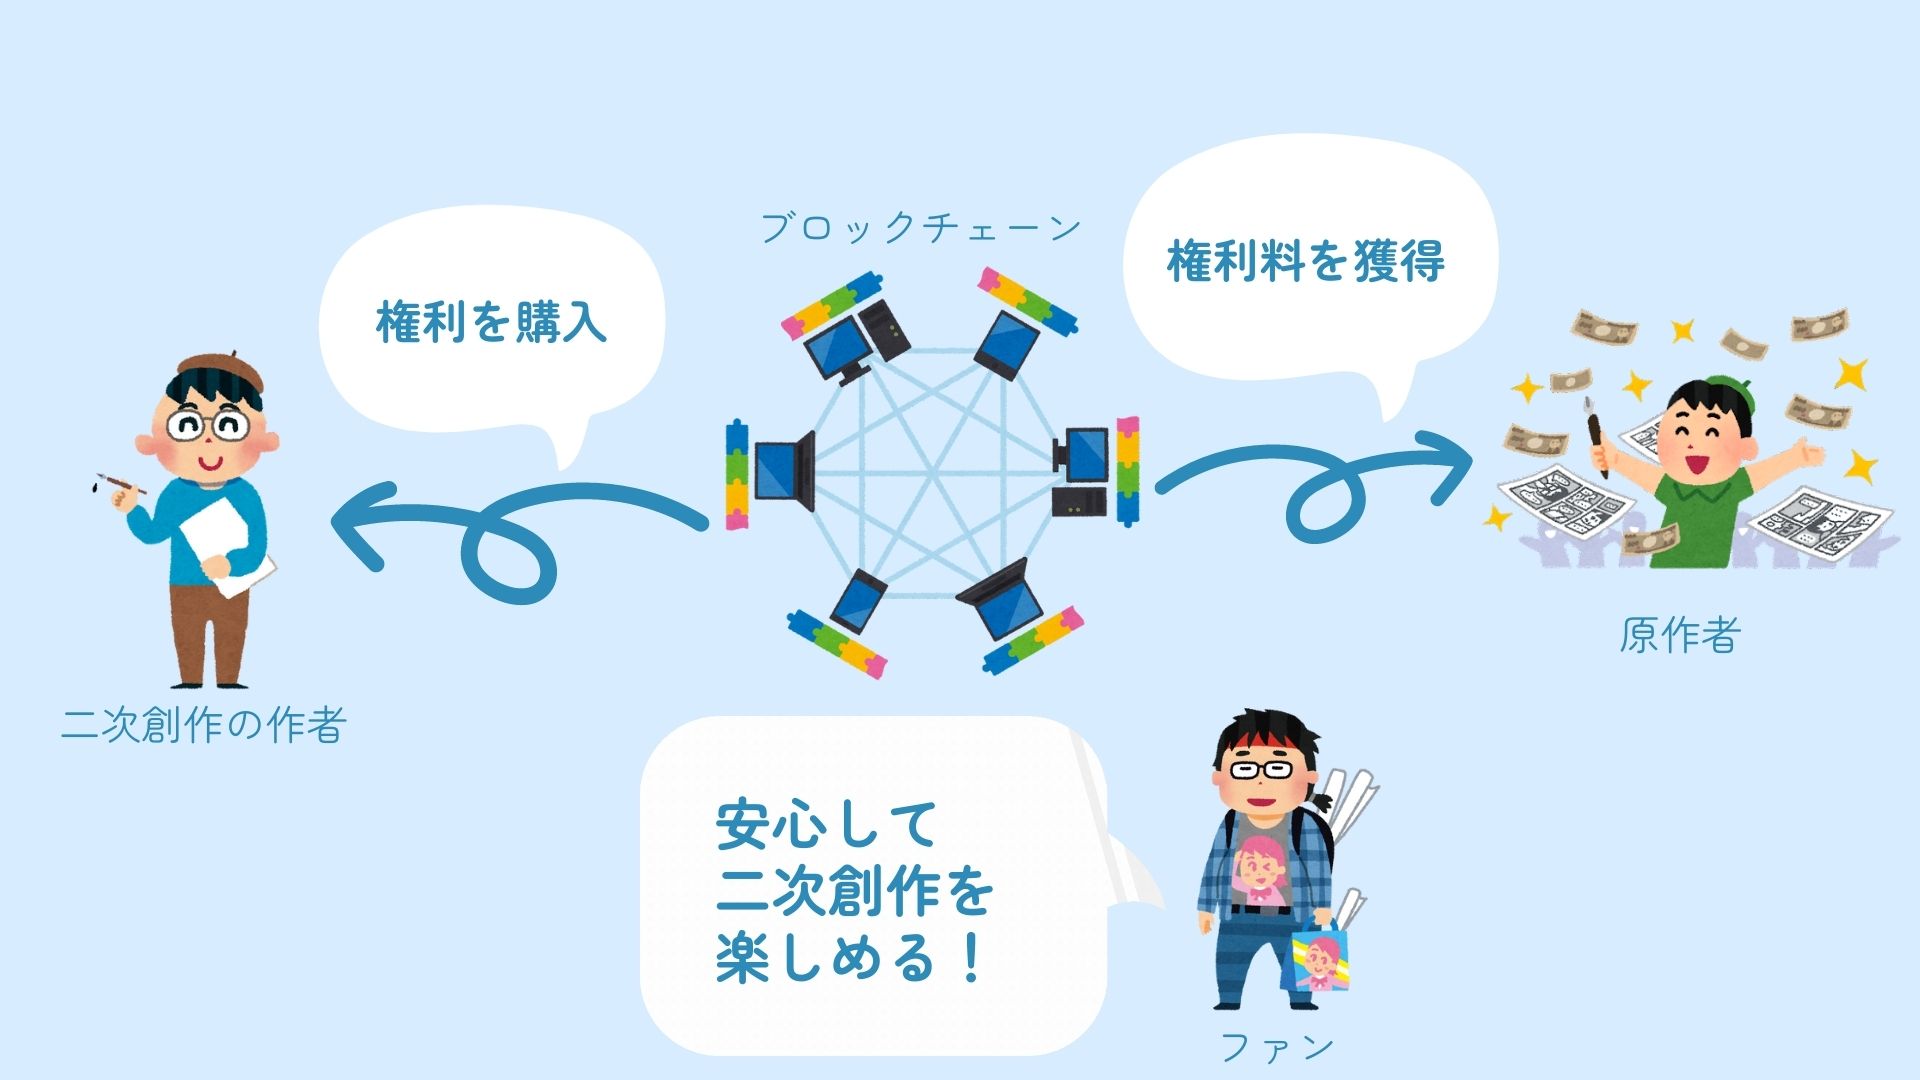 ブロックチェーン
権利を購入
権利料を獲得
二次創作の作者
原作者
安心して
二次創作を
楽しめる！
ファン